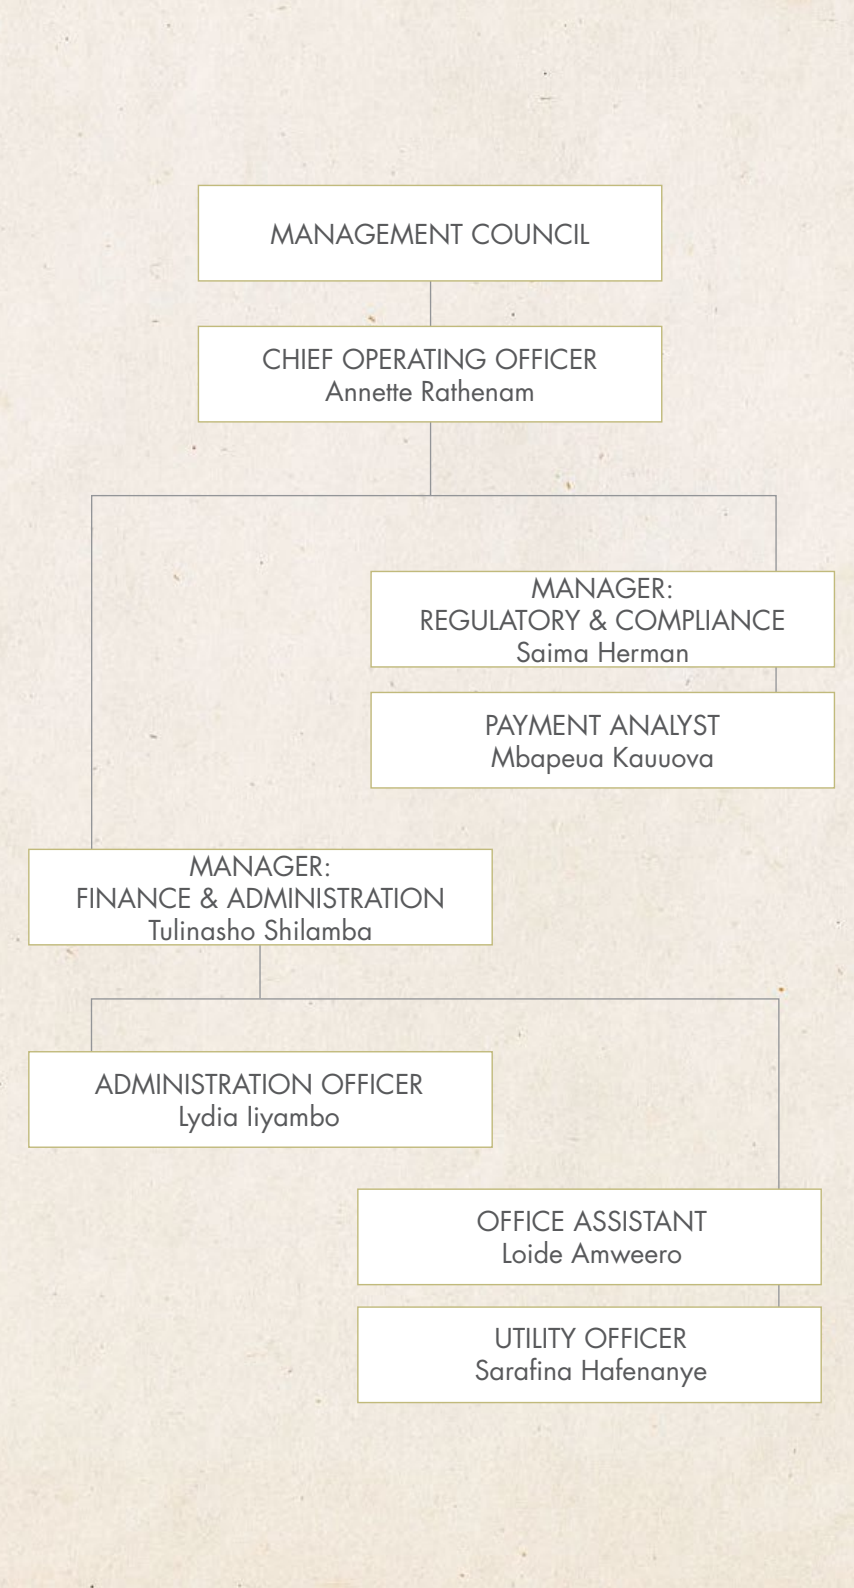 MANAGEMENT COUNCIL
CHIEF OPERATING OFFICER
Annette Rathenam
MANAGER:
REGULATORY & COMPLIANCE
Saima Herman
PAYMENT ANALYST
Mbapeua Kauuova
MANAGER:
FINANCE & ADMINISTRATION
Tulinasho Shilamba
ADMINISTRATION OFFICER
Lydia Iiyambo
OFFICE ASSISTANT
Loide Amweero
UTILITY OFFICER
Sarafina Hafenanye